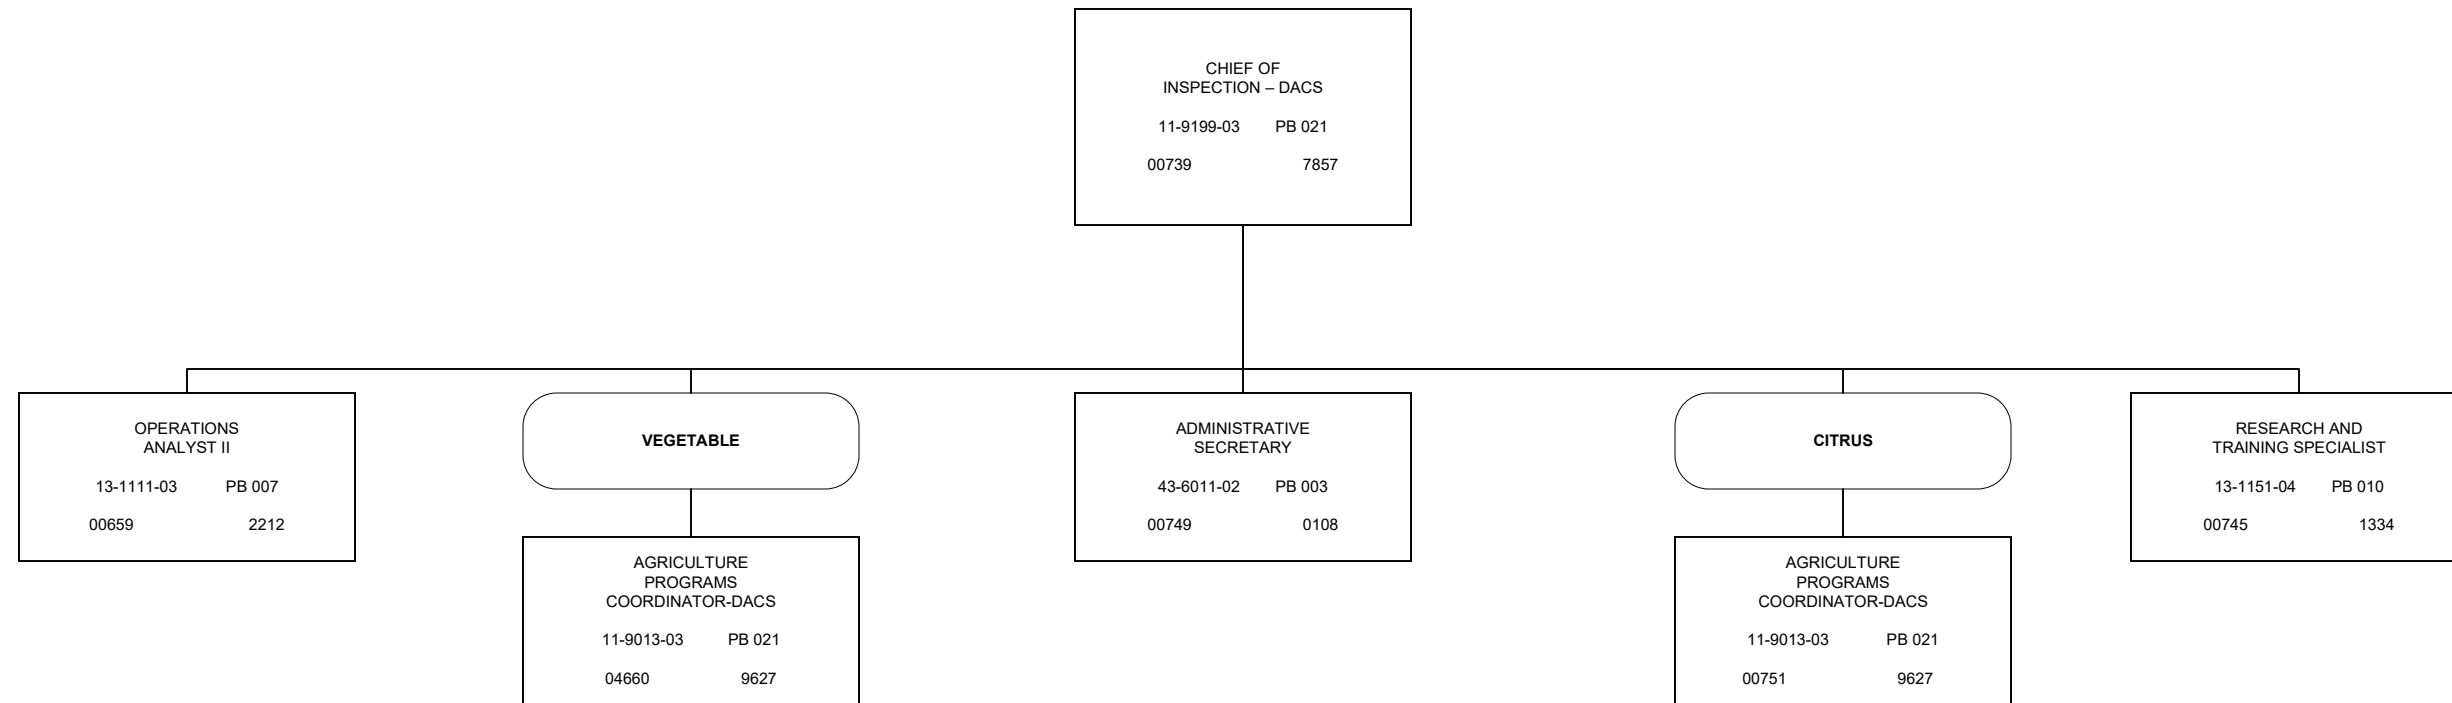 CHIEF OF
INSPECTION – DACS
11-9199-03 PB 021
00739 7857
OPERATIONS
ANALYST II
13-1111-03 PB 007
00659 2212
VEGETABLE
AGRICULTURE
PROGRAMS
COORDINATOR-DACS
11-9013-03 PB 021
04660 9627
ADMINISTRATIVE
SECRETARY
43-6011-02 PB 003
00749 0108
CITRUS
AGRICULTURE
PROGRAMS
COORDINATOR-DACS
11-9013-03 PB 021
00751 9627
RESEARCH AND
TRAINING SPECIALIST
13-1151-04 PB 010
00745 1334